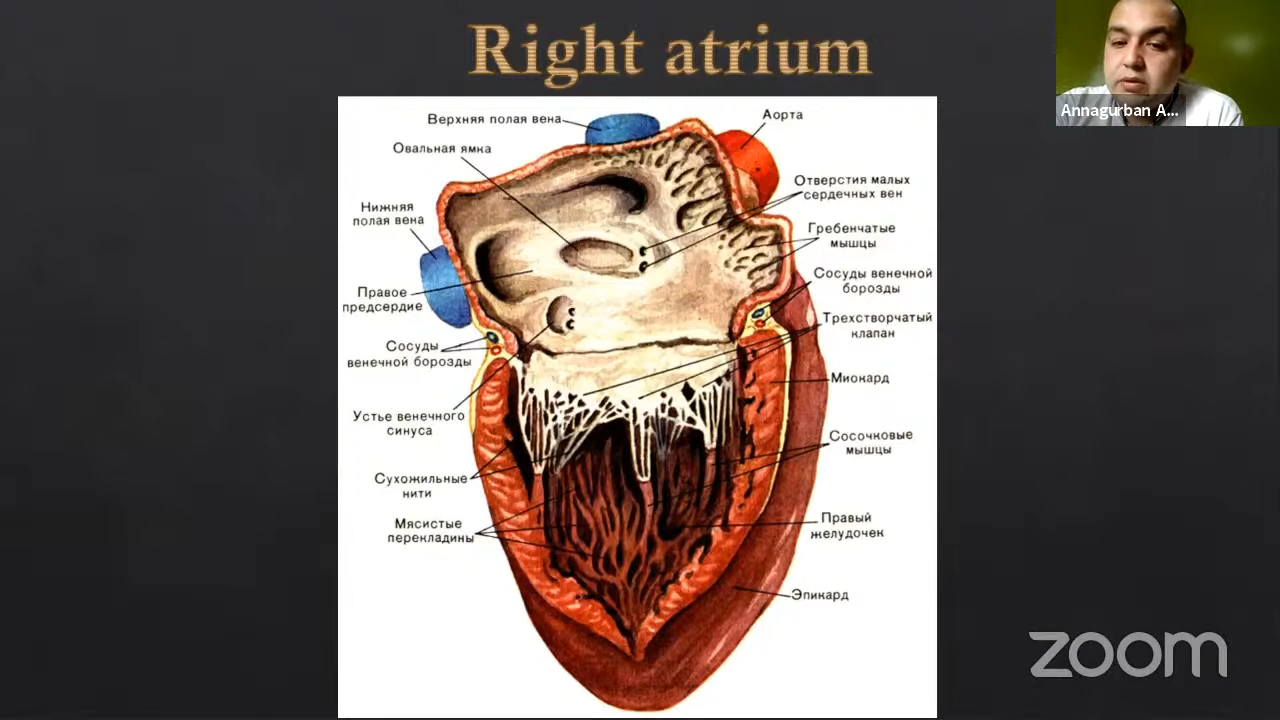 Right atrium
Annagurban A...
Верхняя полая вена
Аорта
Овальная ямка
Отверстия малых
сердечных вен
Нижняя
полая вена
Гребенчатые
мышцы
Сосуды венечной
борозды
Правое
предсердие
Трехстворчатый
клапан
Сосуды
венечной борозды
Миокард
Устье венечного
синуса
Сосочковые
мышцы
Сухожильные
нити
Мясистые
перекладины
Правый
желудочек
Эпикард
zoom